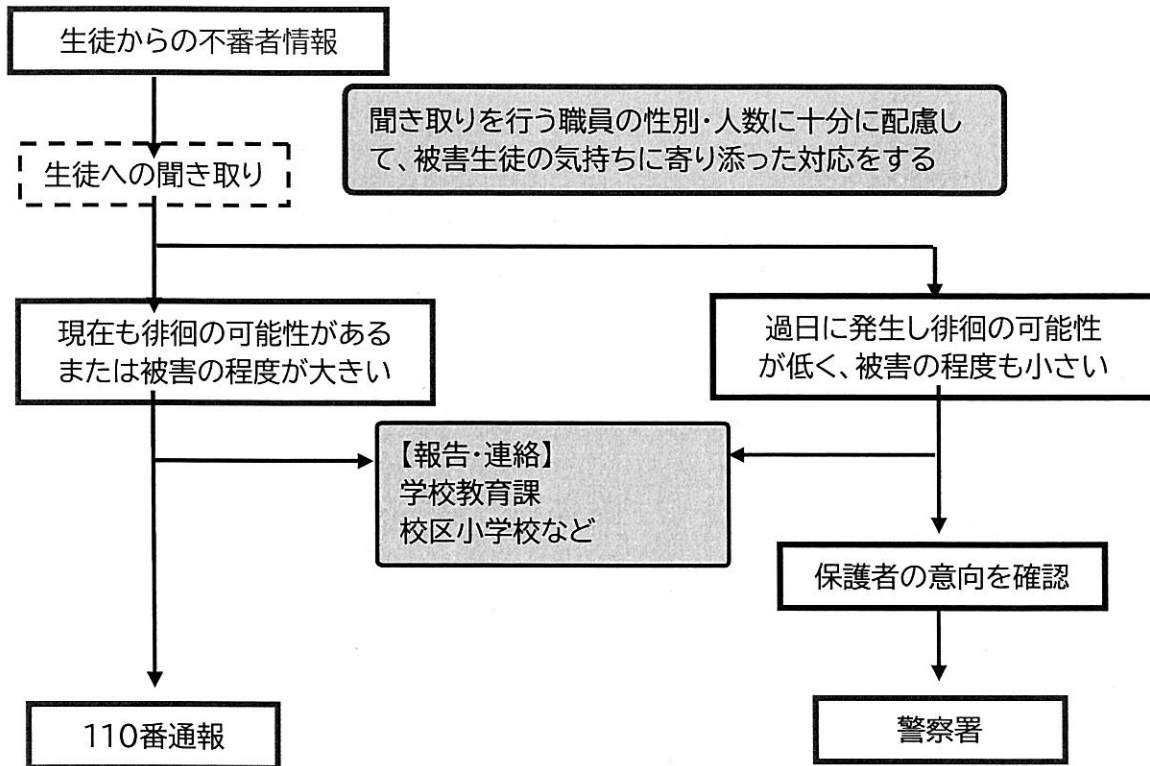 生徒からの不審者情報
聞き取りを行う職員の性別・人数に十分に配慮し
て、被害生徒の気持ちに寄り添った対応をする
生徒への聞き取り
現在も徘徊の可能性がある
または被害の程度が大きい
過日に発生し徘徊の可能性
が低く、被害の程度も小さい
【報告・連絡】
学校教育課
校区小学校など
保護者の意向を確認
110番通報
警察署